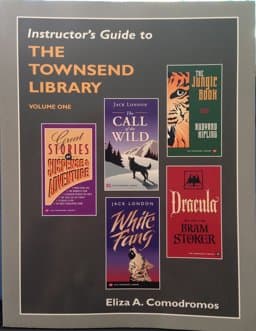 Instructor's Guide to
THE
TOWNSEND
LIBRARY
VOLUME ONE
THE
Jungle
BOOK
RUDYARD
KIPLING
JACK LONDON
The
CALL
of the
WILD
Great
STORIES
OF
SUSPENSE &
ADVENTURE
JACK LONDON
White
Fang
Dracula
BRAM
STOKER
Eliza A. Comodromos